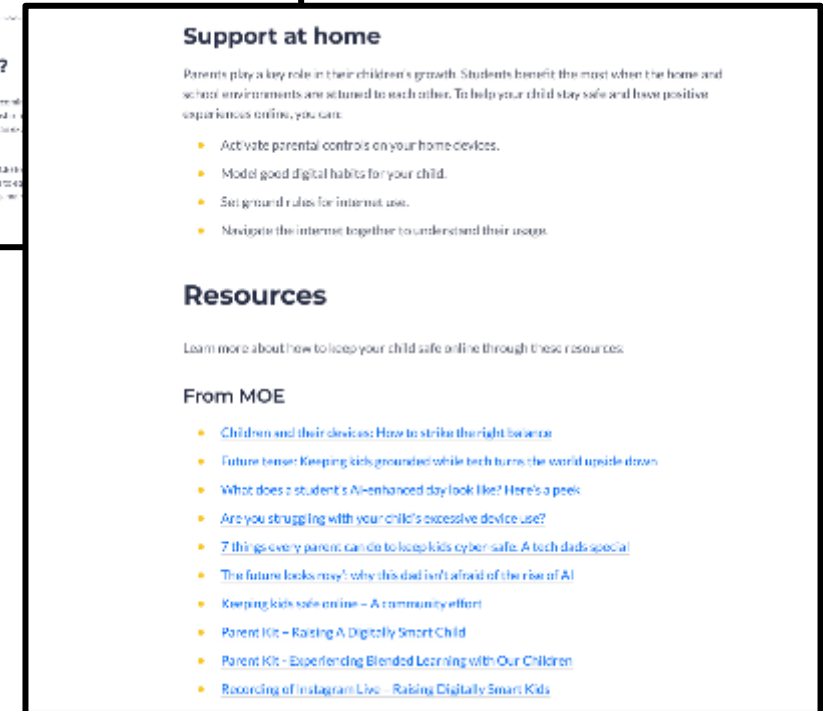 ?
Support at home
Parents play a key role in their children's growth. Students benefit the most when the home and
school environments are attuned to each other. To help your child stay safe and have positive
experiences online, you can:
Activate parental controls on your home devices.
Model good digital habits for your child.
Set ground rules for internet use.
Navigate the internet together to understand their usage.
Resources
Learn more about how to keep your child safe online through these resources:
From MOE
Children and their devices: How to strike the right balance
Future tense: Keeping kids grounded while tech turns the world upside down
What does a student's AI-enhanced day look like? Here's a peek
Are you struggling with your child's excessive device use?
7 things every parent can do to keep kids cyber-safe. A tech dads special
'The future looks rosy': why this dad isn't afraid of the rise of AI
Keeping kids safe online – A community effort
Parent Kit – Raising A Digitally Smart Child
Parent Kit - Experiencing Blended Learning with Our Children
Recording of Instagram Live – Raising Digitally Smart Kids